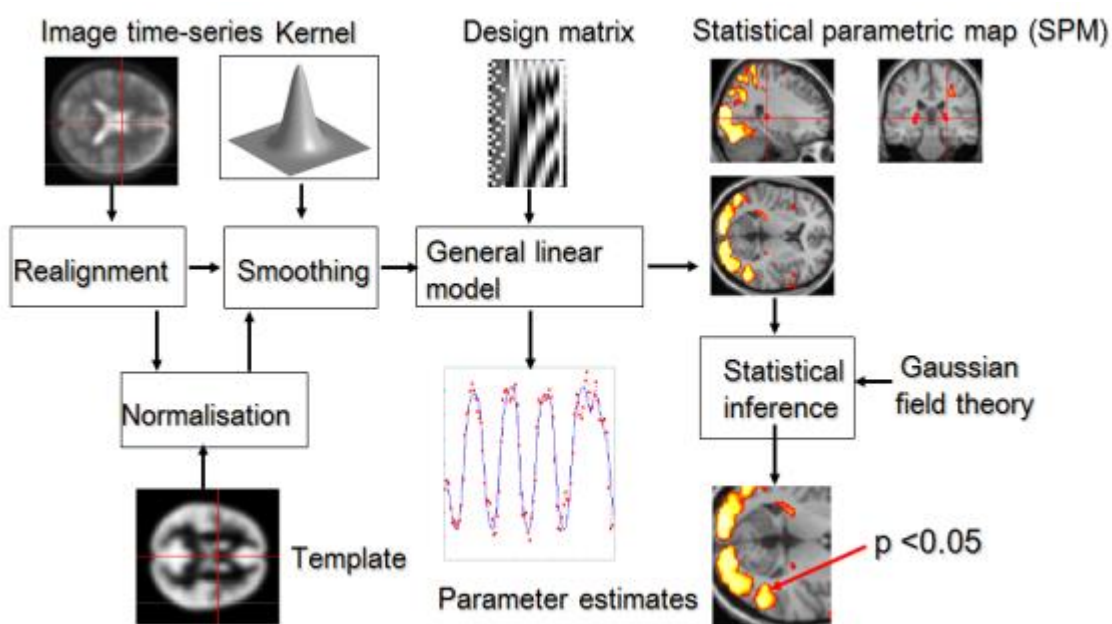 Image time-series
Kernel
Design matrix
Statistical parametric map (SPM)
Realignment
Smoothing
General linear
model
Statistical
inference
Gaussian
field theory
Normalisation
Template
Parameter estimates
p <0.05